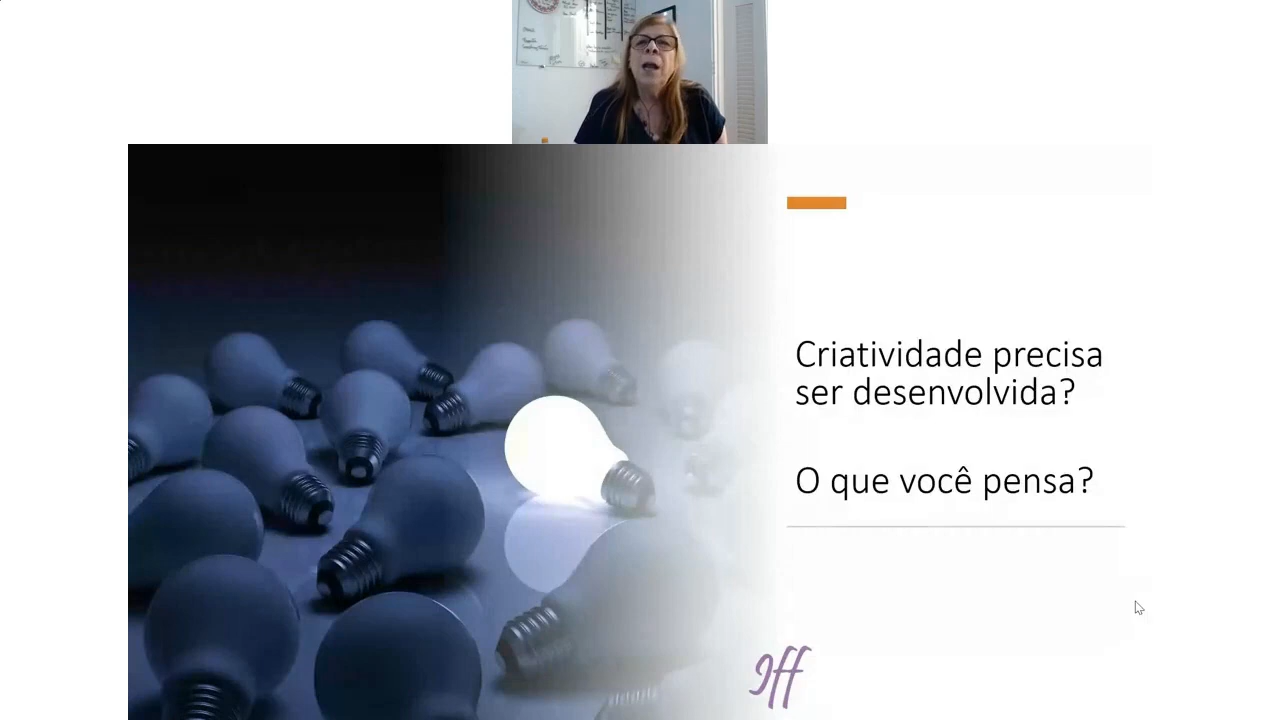 Criatividade precisa
ser desenvolvida?
O que você pensa?
Iff